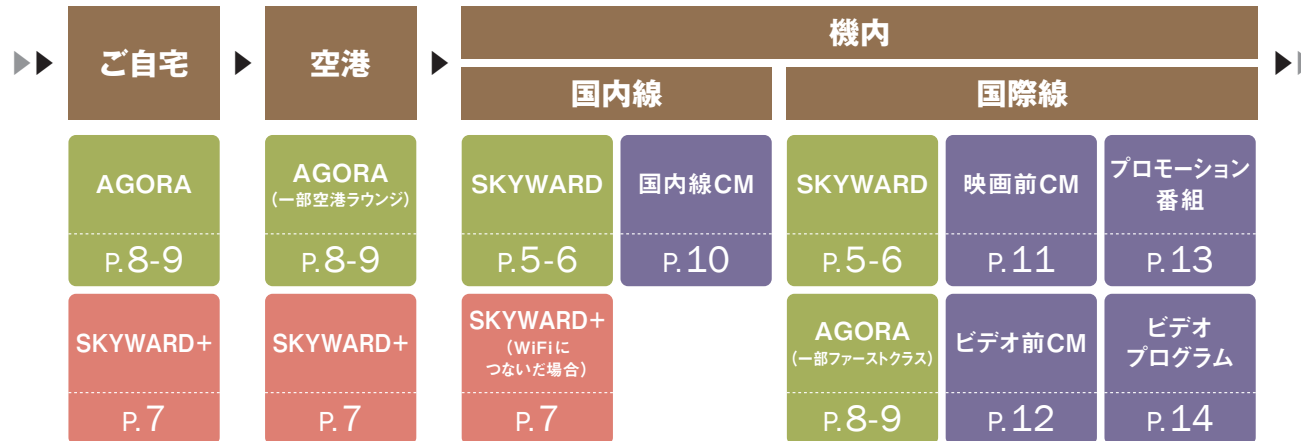 ご自宅
空港
機内
国内線
国際線
AGORA
P.8-9
AGORA
(一部空港ラウンジ)
P.8-9
SKYWARD
P.5-6
国内線CM
P.10
SKYWARD
P.5-6
映画前CM
P.11
プロモーション
番組
P.13
SKYWARD+
P.7
SKYWARD+
P.7
SKYWARD+
(WiFiに
つないだ場合)
P.7
AGORA
(一部ファーストクラス)
P.8-9
ビデオ前CM
P.12
ビデオ
プログラム
P.14